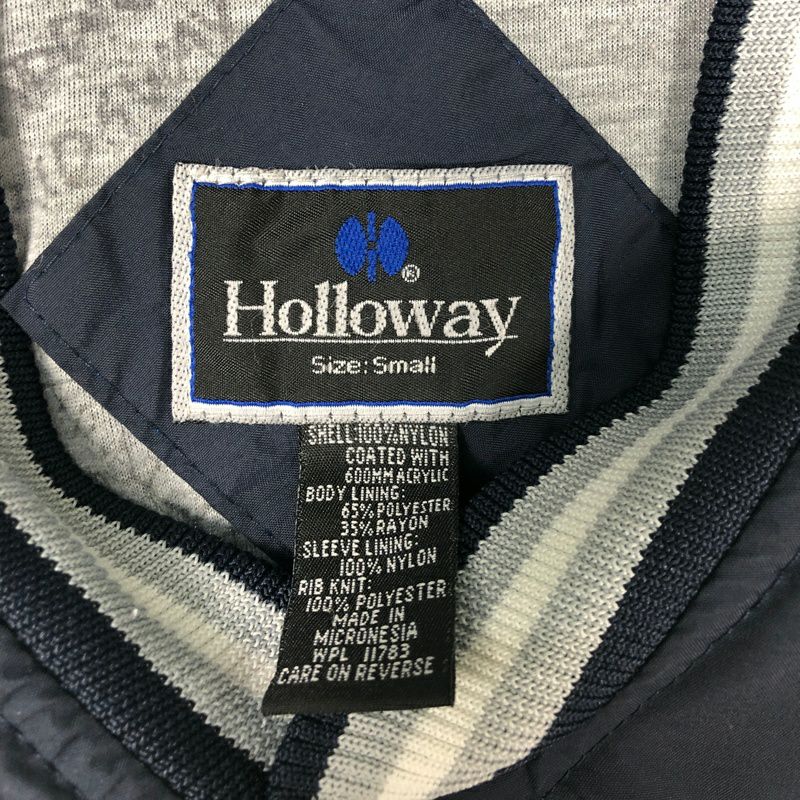 Holloway®
Size: Small
SHELL 100% NYLON
COATED WITH
600MM ACRYLIC
BODY LINING:
65% POLYESTER
35% RAYON
SLEEVE LINING:
100% NYLON
RIB KNIT:
100% POLYESTER
MADE IN
MICRONESIA
WPL 11783
CARE ON REVERSE